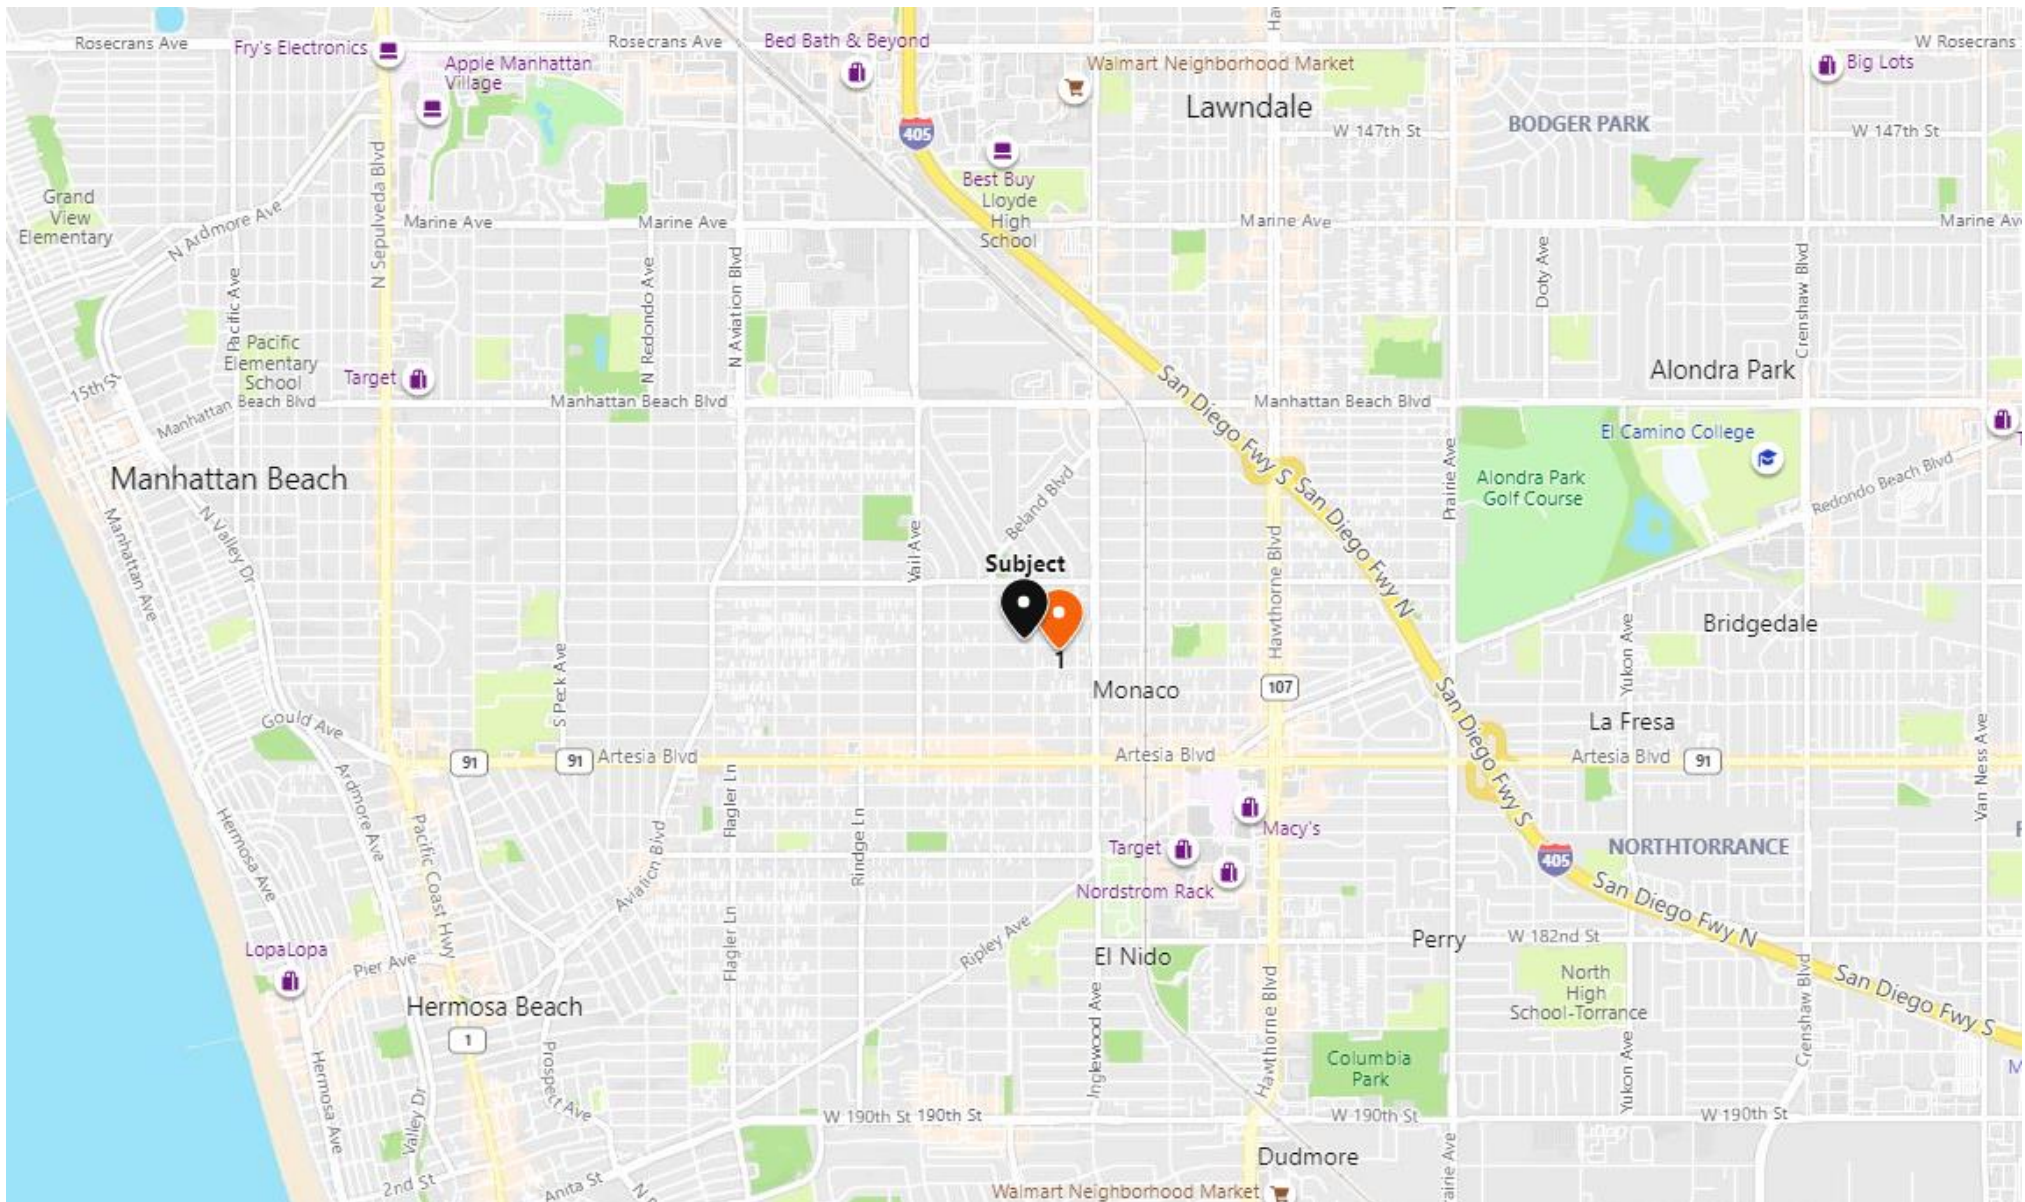 Rosecrans Ave
Fry's Electronics
Rosecrans Ave
Bed Bath & Beyond
W Rosecrans
Apple Manhattan
Village
Walmart Neighborhood Market
Big Lots
Lawndale
405
W 147th St
BODGER PARK
W 147th St
N Sepulveda Blvd
Best Buy
Lloyde
High
School
Grand
View
Elementary
N Ardmore Ave
Marine Ave
Marine Ave
Marine Ave
Marine Av
Pacific Ave
N Redondo Ave
N Aviation Blvd
Doty Ave
Crenshaw Blvd
Pacific
Elementary
School
Target
15th St
Manhattan
Beach Blvd
Manhattan Beach Blvd
San Diego Fwy S
Manhattan Beach Blvd
Alondra Park
El Camino College
Manhattan Beach
N Valley Dr
Manhattan Ave
Beland Blvd
San Diego Fwy N
Prairie Ave
Alondra Park
Golf Course
Redondo Beach Blvd
Vail Ave
Hawthorne Blvd
Subject
1
Bridgedale
Yukon Ave
S Peck Ave
Monaco
107
San Diego Fwy S
La Fresa
Gould Ave
91
91
Artesia Blvd
Artesia Blvd
Artesia Blvd
91
Van Ness Ave
Ardmore Ave
Flagler Ln
Hermosa Ave
Pacific Coast Hwy
Aviation Blvd
Rindge Ln
Macy's
Target
Nordstrom Rack
405
NORTHTORRANCE
San Diego Fwy N
Flagler Ln
Ripley Ave
Perry
W 182nd St
LopaLopa
Pier Ave
El Nido
North
High
School-Torrance
San Diego Fwy S
Hermosa Beach
1
Inglewood Ave
Hawthorne Blvd
Crenshaw Blvd
Prospect Ave
Hermosa Ave
Valley Dr
Columbia
Park
Yukon Ave
W 190th St
190th St
W 190th St
W 190th St
Dudmore
2nd St
Anita St
Walmart Neighborhood Market